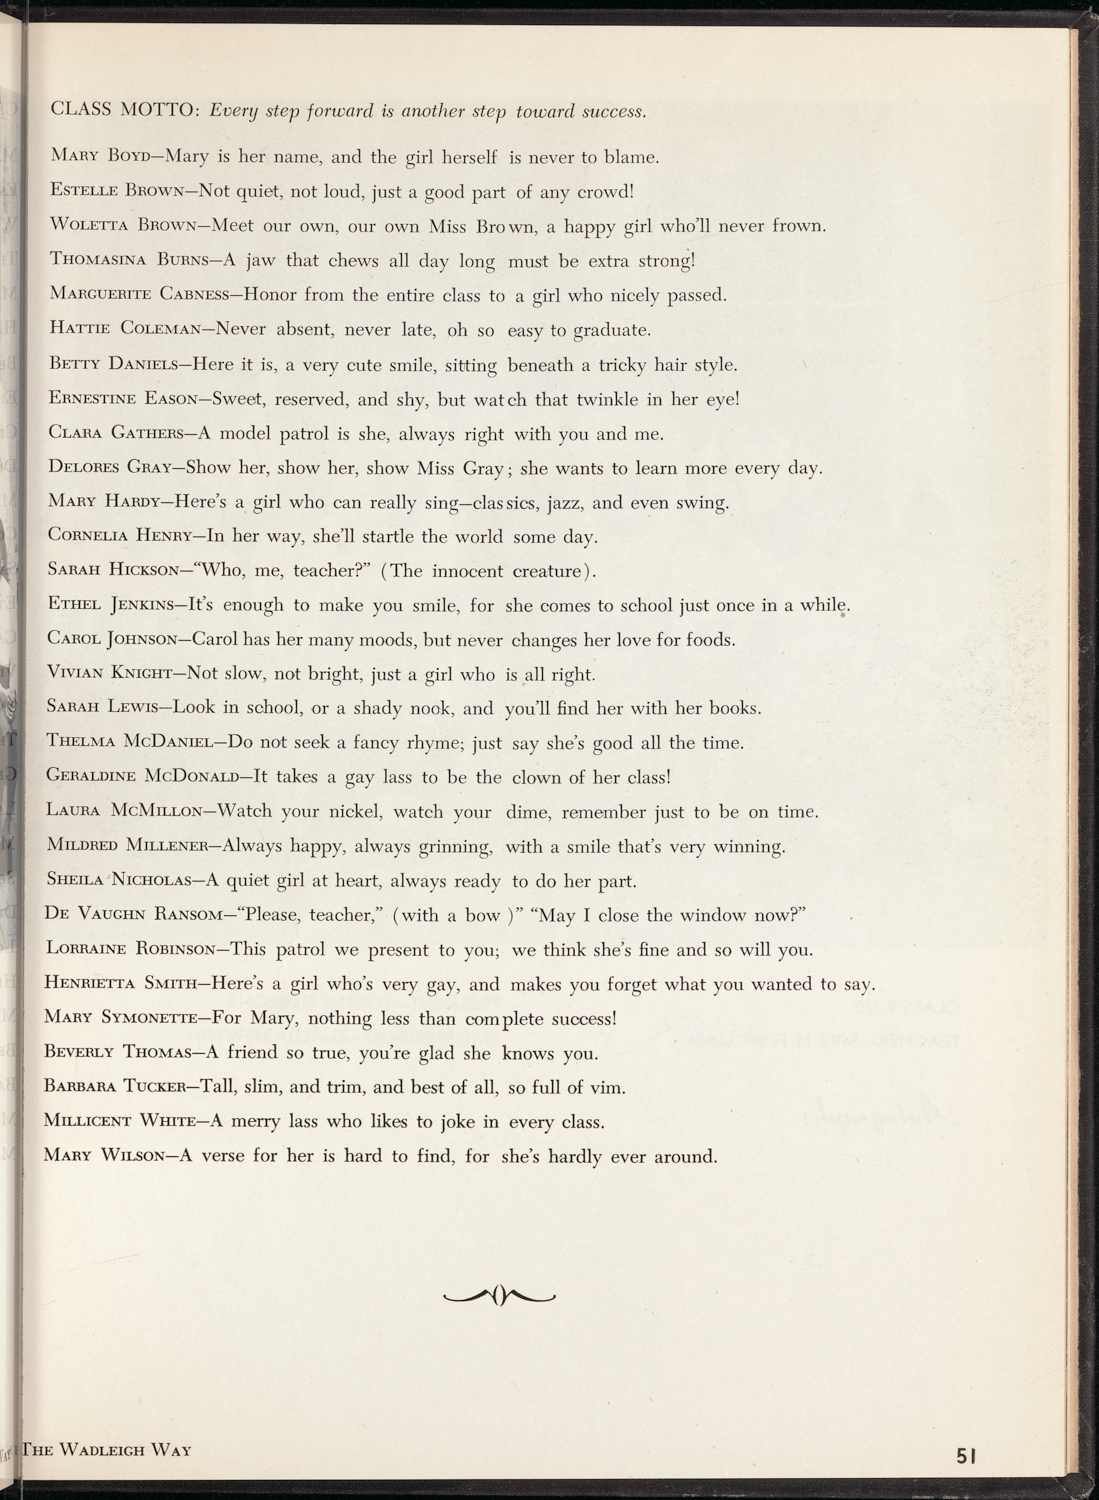 CLASS MOTTO: Every step forward is another step toward success.
MARY BOYD—Mary is her name, and the girl herself is never to blame.
ESTELLE BROWN—Not quiet, not loud, just a good part of any crowd!
WOLETTA BROWN—Meet our own, our own Miss Brown, a happy girl who'll never frown.
THOMASINA BURNS—A jaw that chews all day long must be extra strong!
MARGUERITE CABNESS—Honor from the entire class to a girl who nicely passed.
HATTIE COLEMAN—Never absent, never late, oh so easy to graduate.
BETTY DANIELS—Here it is, a very cute smile, sitting beneath a tricky hair style.
ERNESTINE EASON—Sweet, reserved, and shy, but watch that twinkle in her eye!
CLARA GATHERS—A model patrol is she, always right with you and me.
DELORES GRAY—Show her, show her, show Miss Gray; she wants to learn more every day.
MARY HARDY—Here's a girl who can really sing—classics, jazz, and even swing.
CORNELIA HENRY—In her way, she'll startle the world some day.
SARAH HICKSON—“Who, me, teacher?” (The innocent creature).
ETHEL JENKINS—It's enough to make you smile, for she comes to school just once in a while.
CAROL JOHNSON—Carol has her many moods, but never changes her love for foods.
VIVIAN KNIGHT—Not slow, not bright, just a girl who is all right.
SARAH LEWIS—Look in school, or a shady nook, and you'll find her with her books.
THELMA MCDANIEL—Do not seek a fancy rhyme; just say she's good all the time.
GERALDINE MCDONALD—It takes a gay lass to be the clown of her class!
LAURA MCMILLON—Watch your nickel, watch your dime, remember just to be on time.
MILDRED MILLENER—Always happy, always grinning, with a smile that's very winning.
SHEILA NICHOLAS—A quiet girl at heart, always ready to do her part.
DE VAUGHN RANSOM—“Please, teacher,” (with a bow )” “May I close the window now?”
LORRAINE ROBINSON—This patrol we present to you; we think she's fine and so will you.
HENRIETTA SMITH—Here's a girl who's very gay, and makes you forget what you wanted to say.
MARY SYMONETTE—For Mary, nothing less than complete success!
BEVERLY THOMAS—A friend so true, you're glad she knows you.
BARBARA TUCKER—Tall, slim, and trim, and best of all, so full of vim.
MILLICENT WHITE—A merry lass who likes to joke in every class.
MARY WILSON—A verse for her is hard to find, for she's hardly ever around.
THE WADLEIGH WAY
51